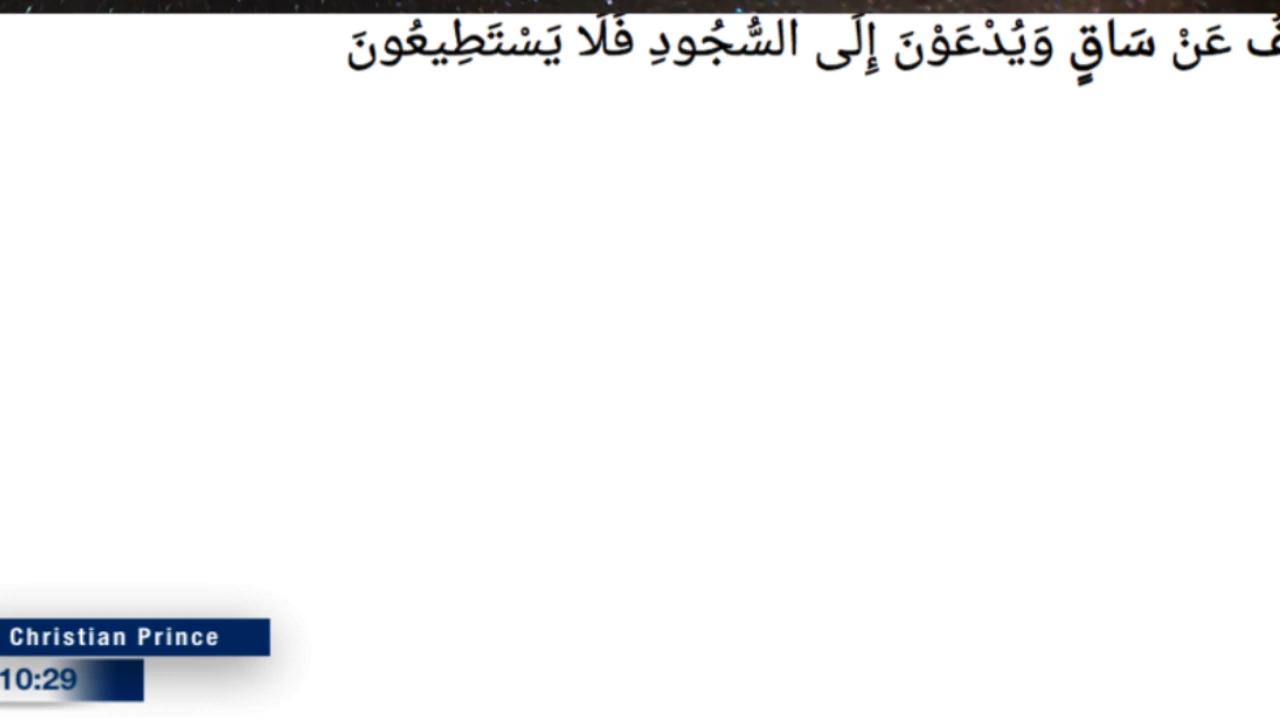 عَنْ سَاقٍ وَيُدْعَوْنَ إِلَى السُّجُودِ فَلَا يَسْتَطِيعُونَ
Christian Prince
10:29